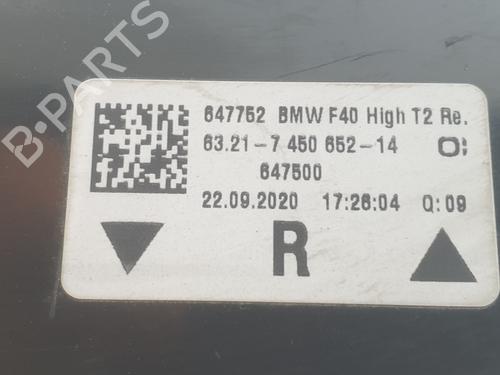 B-PARTS
647752 BMW F40 High T2 Re.
63.21-7 450 652-14
647500
22.09.2020 17:26:04 Q:09
R